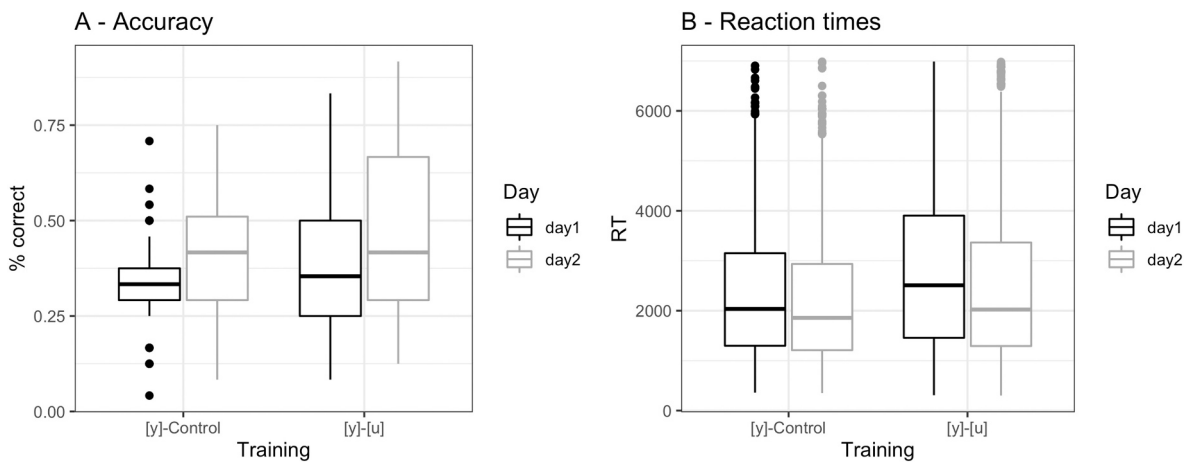 A - Accuracy
% correct
0.75
0.50
0.25
0.00
[y]-Control
[y]-[u]
Training
Day
day1
day2
B - Reaction times
RT
6000
4000
2000
0
[y]-Control
[y]-[u]
Training
Day
day1
day2